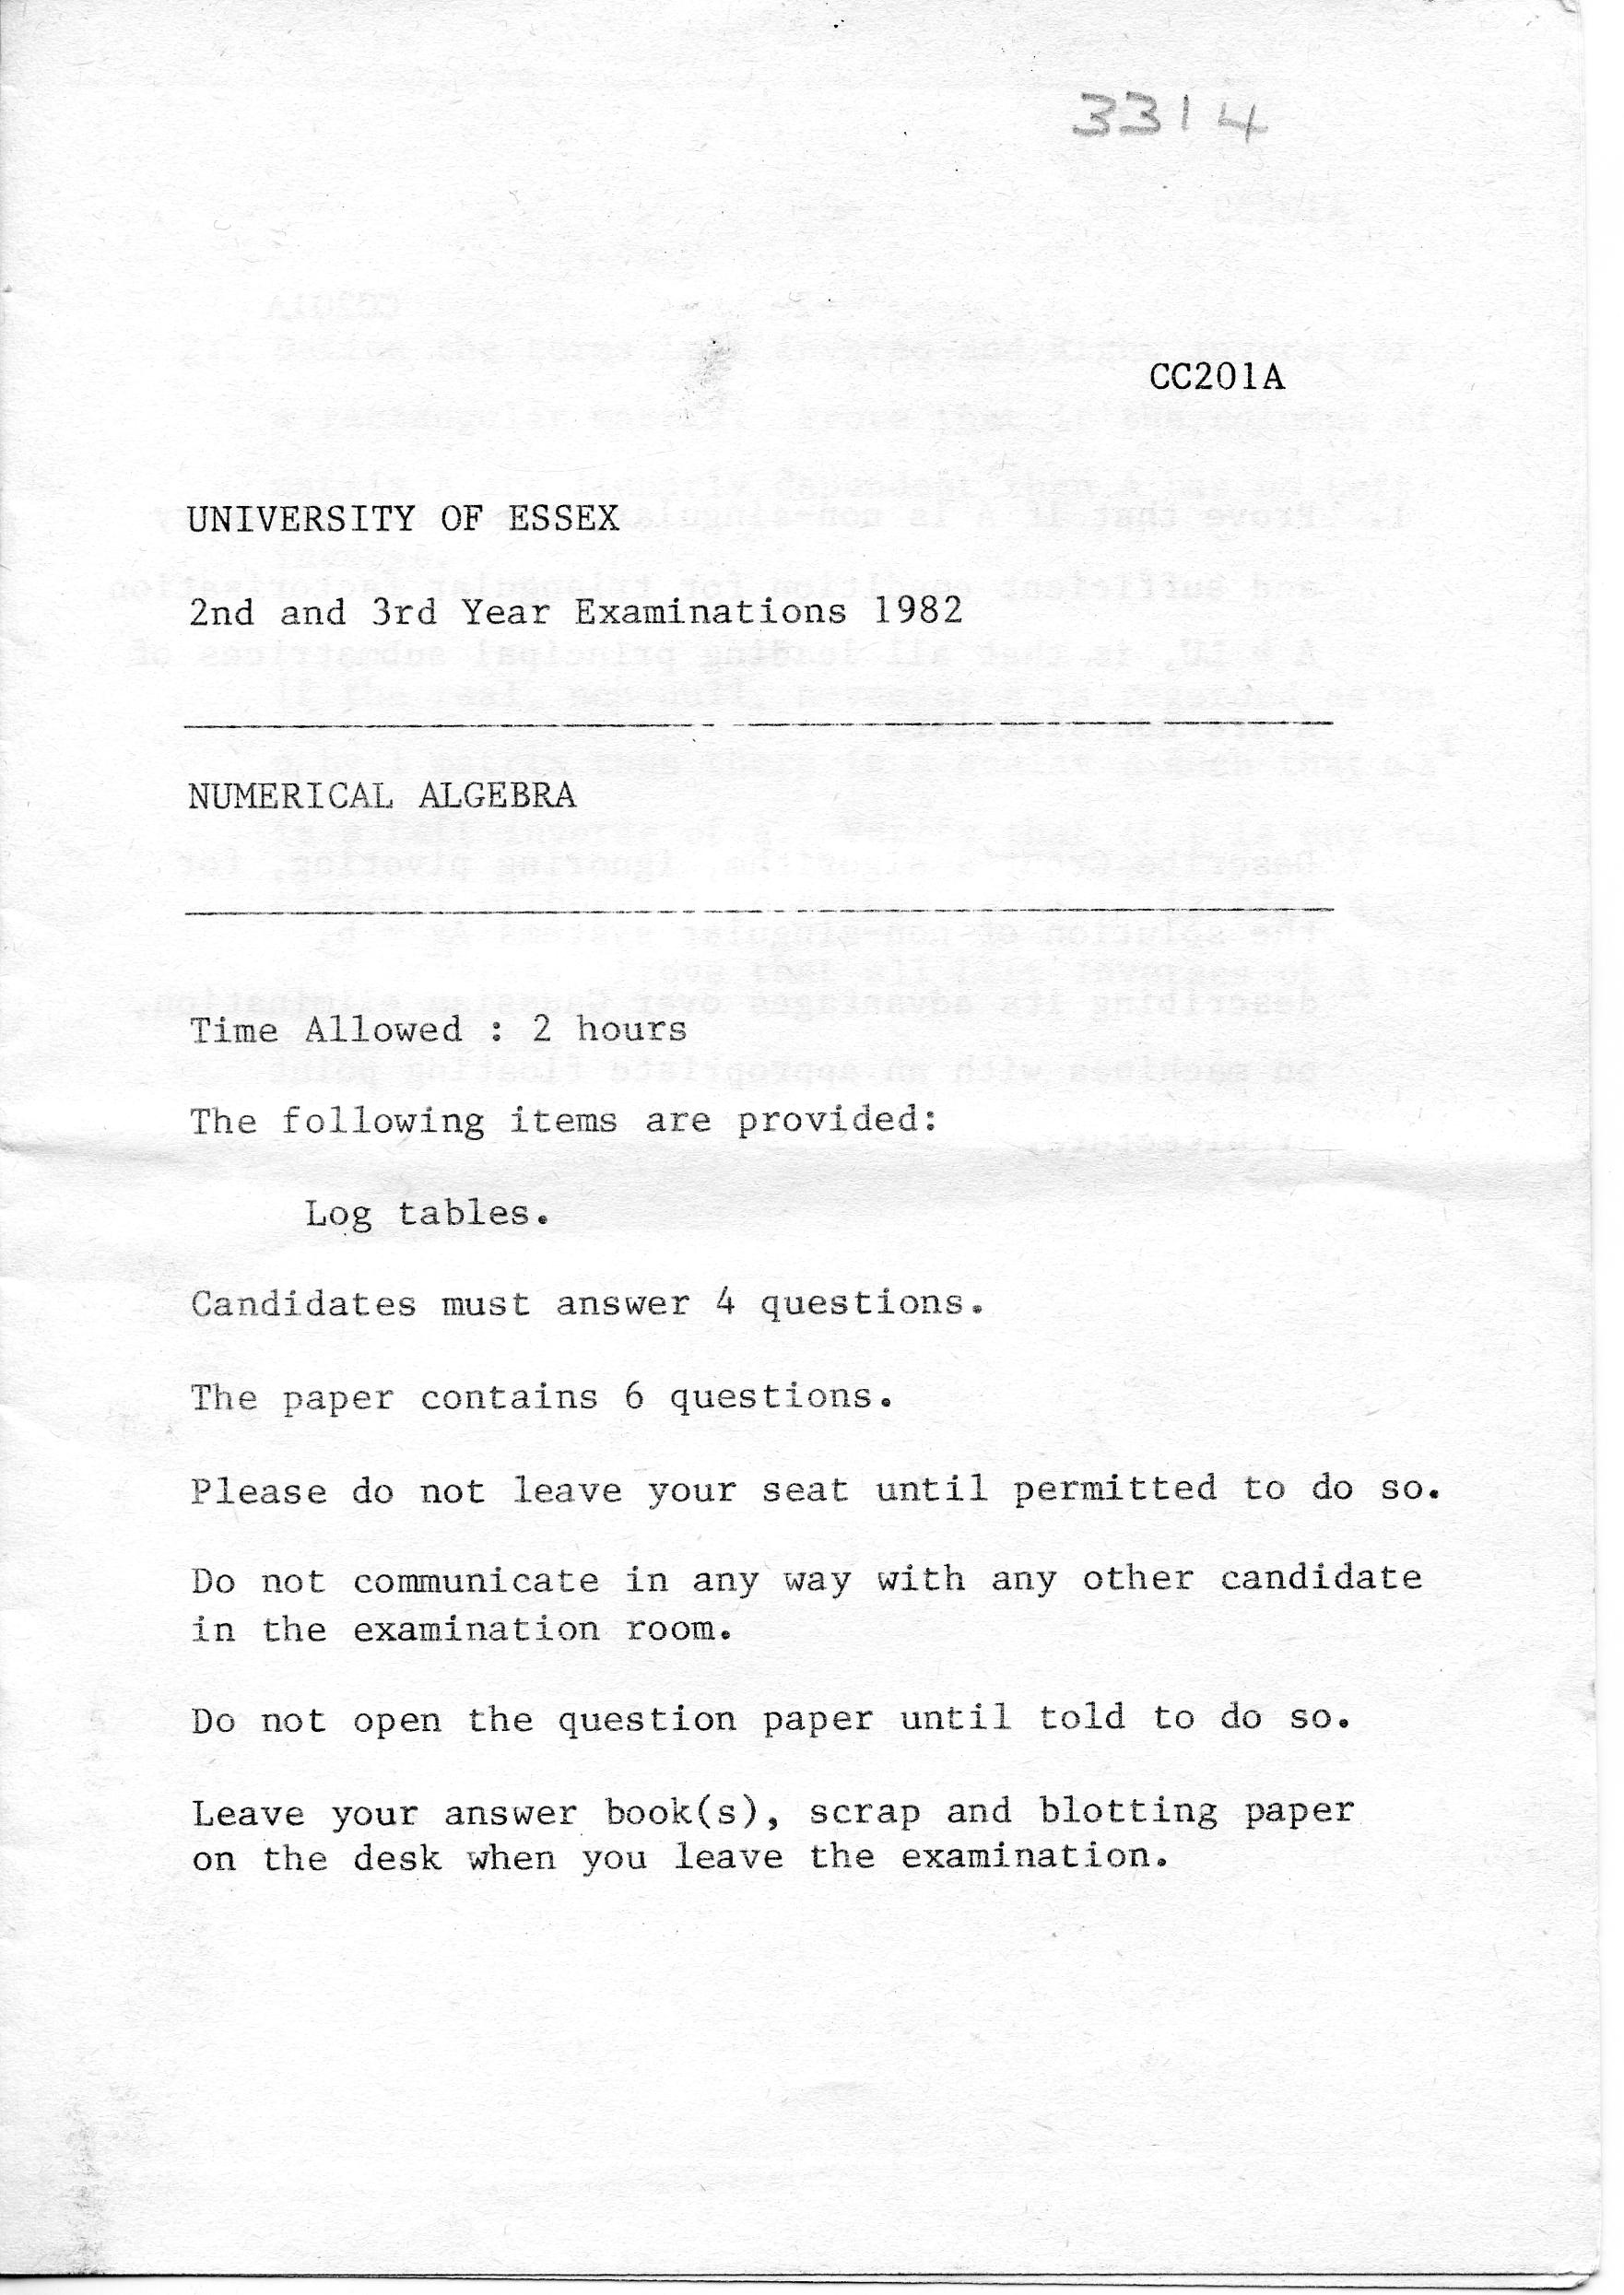 3314
CC201A
UNIVERSITY OF ESSEX
2nd and 3rd Year Examinations 1982
NUMERICAL ALGEBRA
Time Allowed : 2 hours
The following items are provided:
Log tables.
Candidates must answer 4 questions.
The paper contains 6 questions.
Please do not leave your seat until permitted to do so.
Do not communicate in any way with any other candidate
in the examination room.
Do not open the question paper until told to do so.
Leave your answer book(s), scrap and blotting paper
on the desk when you leave the examination.